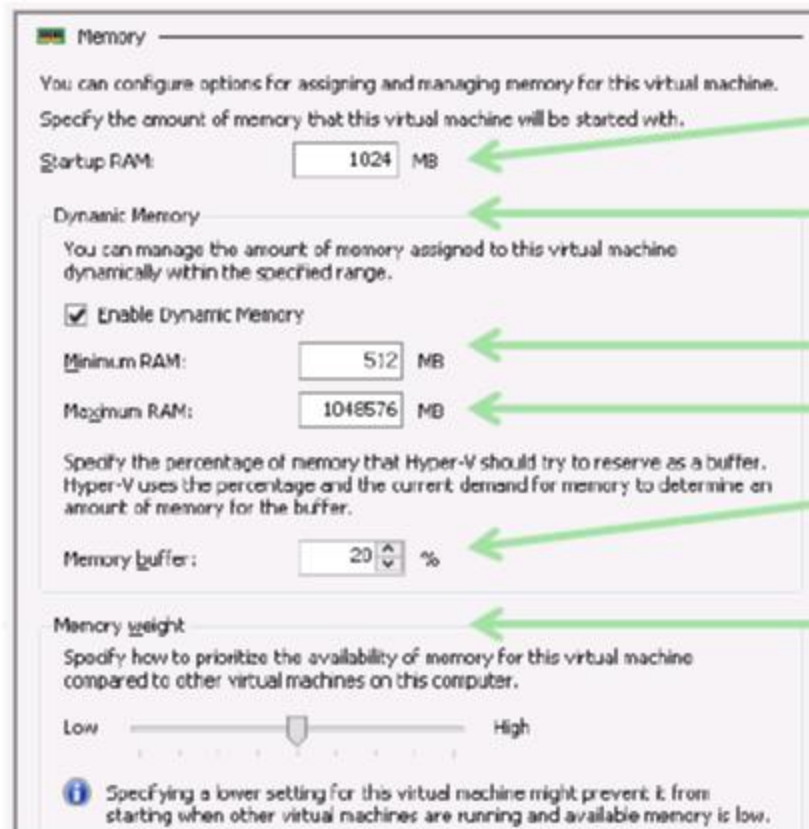 Memory
You can configure options for assigning and managing memory for this virtual machine.
Specify the amount of memory that this virtual machine will be started with.
Startup RAM: 1024 MB
Dynamic Memory
You can manage the amount of memory assigned to this virtual machine
dynamically within the specified range.
Enable Dynamic Memory
Minimum RAM: 512 MB
Maximum RAM: 1048576 MB
Specify the percentage of memory that Hyper-V should try to reserve as a buffer.
Hyper-V uses the percentage and the current demand for memory to determine an
amount of memory for the buffer.
Memory buffer: 20 %
Memory weight
Specify how to prioritize the availability of memory for this virtual machine
compared to other virtual machines on this computer.
Low High
Specifying a lower setting for this virtual machine might prevent it from
starting when other virtual machines are running and available memory is low.